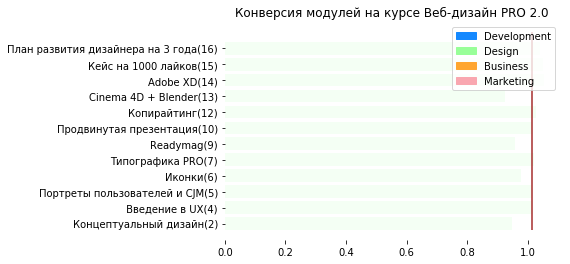 Конверсия модулей на курсе Веб-дизайн PRO 2.0
Development
Design
Business
Marketing
План развития дизайнера на 3 года(16)
Кейс на 1000 лайков(15)
Adobe XD(14)
Cinema 4D + Blender(13)
Копирайтинг(12)
Продвинутая презентация(10)
Readymag(9)
Типографика PRO(7)
Иконки(6)
Портреты пользователей и CJM(5)
Введение в UX(4)
Концептуальный дизайн(2)
0.0 0.2 0.4 0.6 0.8 1.0